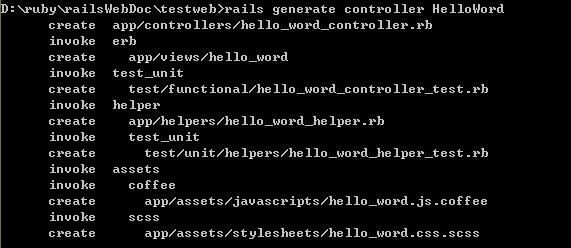 D:\ruby\railsWebDoc\testweb>rails generate controller HelloWord
create app/controllers/hello_word_controller.rb
invoke erb
create app/views/hello_word
invoke test_unit
create test/functional/hello_word_controller_test.rb
invoke helper
create app/helpers/hello_word_helper.rb
invoke test_unit
create test/unit/helpers/hello_word_helper_test.rb
invoke assets
invoke coffee
create app/assets/javascripts/hello_word.js.coffee
invoke scss
create app/assets/stylesheets/hello_word.css.scss